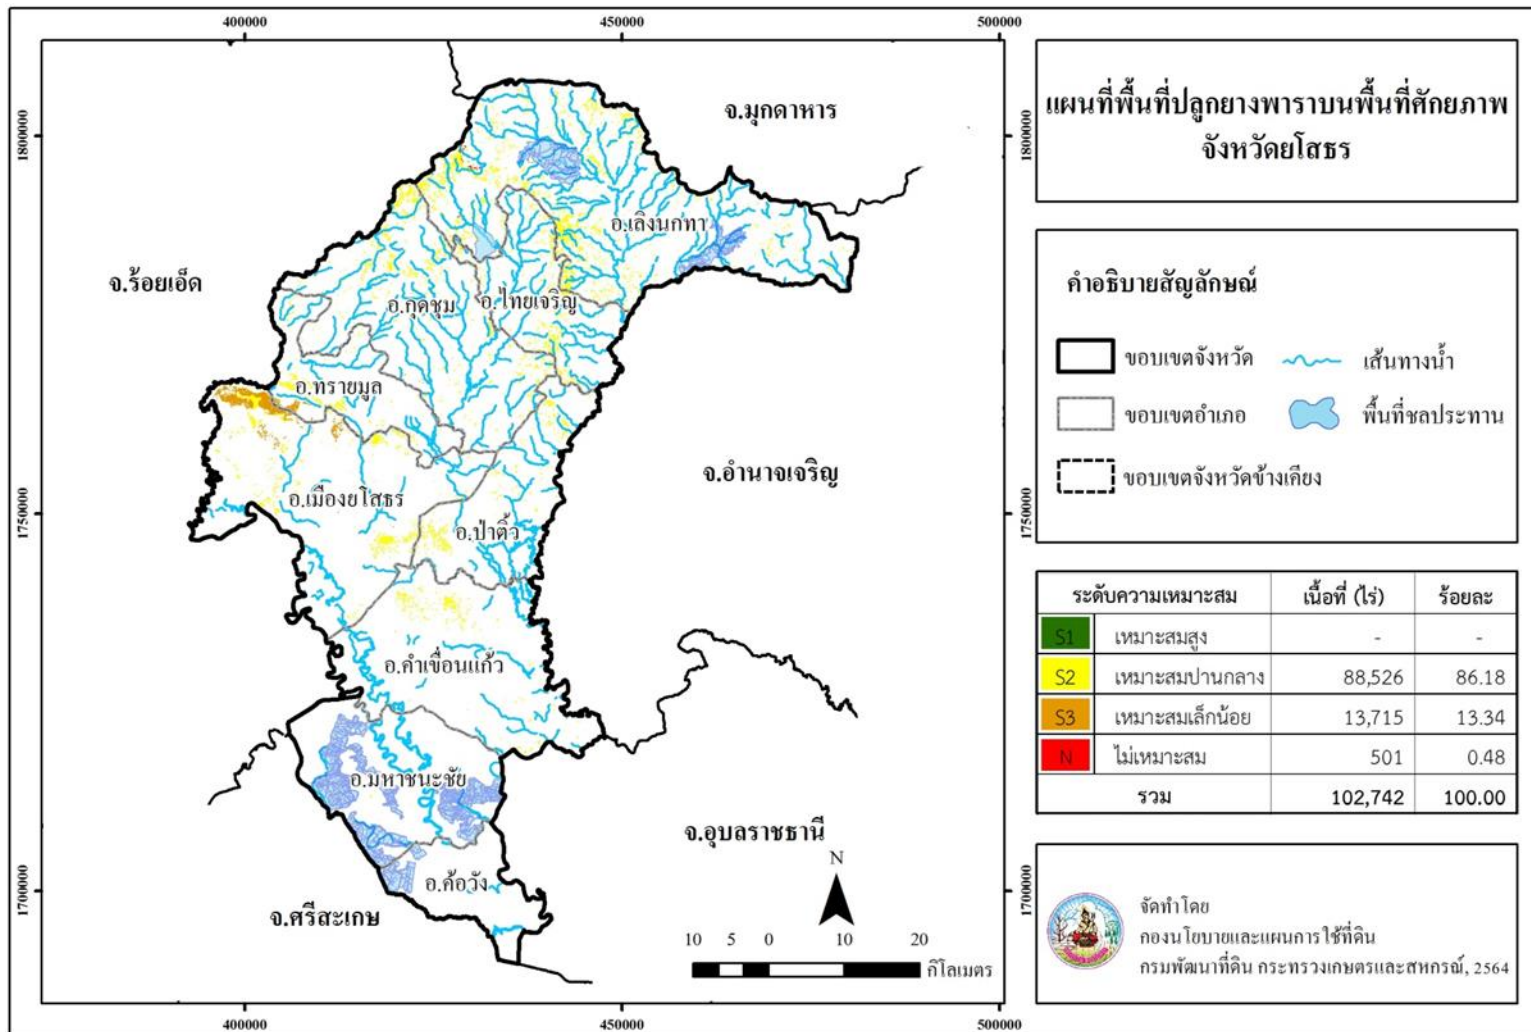 400000
450000
500000
แผนที่พื้นที่ปลูกยางพาราบนพื้นที่ศักยภาพ
จังหวัดยโสธร
จ.มุกดาหาร
1800000
1800000
อ.เลิงนกทา
จ.ร้อยเอ็ด
อ.กุดชุม
อ.ไทยเจริญ
อ.ทรายมูล
จ.อำนาจเจริญ
อ.เมืองยโสธร
อ.ป่าติ้ว
1750000
1750000
อ.คำเขื่อนแก้ว
อ.มหาชนะชัย
จ.อุบลราชธานี
อ.ค้อวัง
จ.ศรีสะเกษ
1700000
1700000
N
10 5 0 10 20
กิโลเมตร
400000
450000
500000
คำอธิบายสัญลักษณ์
ขอบเขตจังหวัด
เส้นทางน้ำ
ขอบเขตอำเภอ
พื้นที่ชลประทาน
ขอบเขตจังหวัดข้างเคียง
ระดับความเหมาะสม เนื้อที่ (ไร่) ร้อยละ
S1 เหมาะสมสูง - -
S2 เหมาะสมปานกลาง 88,526 86.18
S3 เหมาะสมเล็กน้อย 13,715 13.34
N ไม่เหมาะสม 501 0.48
รวม 102,742 100.00
จัดทำโดย
กองนโยบายและแผนการใช้ที่ดิน
กรมพัฒนาที่ดิน กระทรวงเกษตรและสหกรณ์, 2564